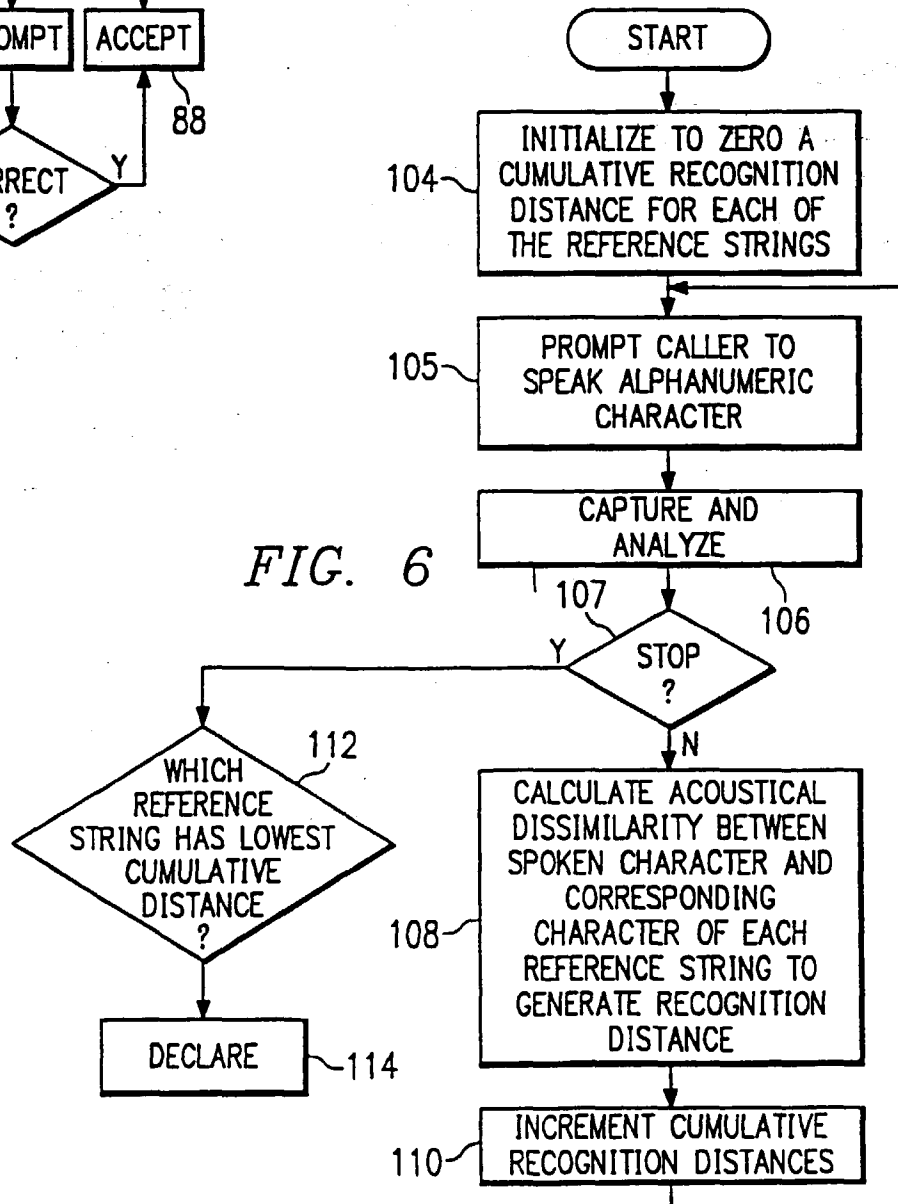 ACCEPT
88
Y
?
START
104
INITIALIZE TO ZERO A
CUMULATIVE RECOGNITION
DISTANCE FOR EACH OF
THE REFERENCE STRINGS
105
PROMPT CALLER TO
SPEAK ALPHANUMERIC
CHARACTER
CAPTURE AND
ANALYZE
106
FIG. 6
107
STOP
?
Y
N
112
WHICH
REFERENCE
STRING HAS LOWEST
CUMULATIVE
DISTANCE
?
DECLARE
114
108
CALCULATE ACOUSTICAL
DISSIMILARITY BETWEEN
SPOKEN CHARACTER AND
CORRESPONDING
CHARACTER OF EACH
REFERENCE STRING TO
GENERATE RECOGNITION
DISTANCE
110
INCREMENT CUMULATIVE
RECOGNITION DISTANCES